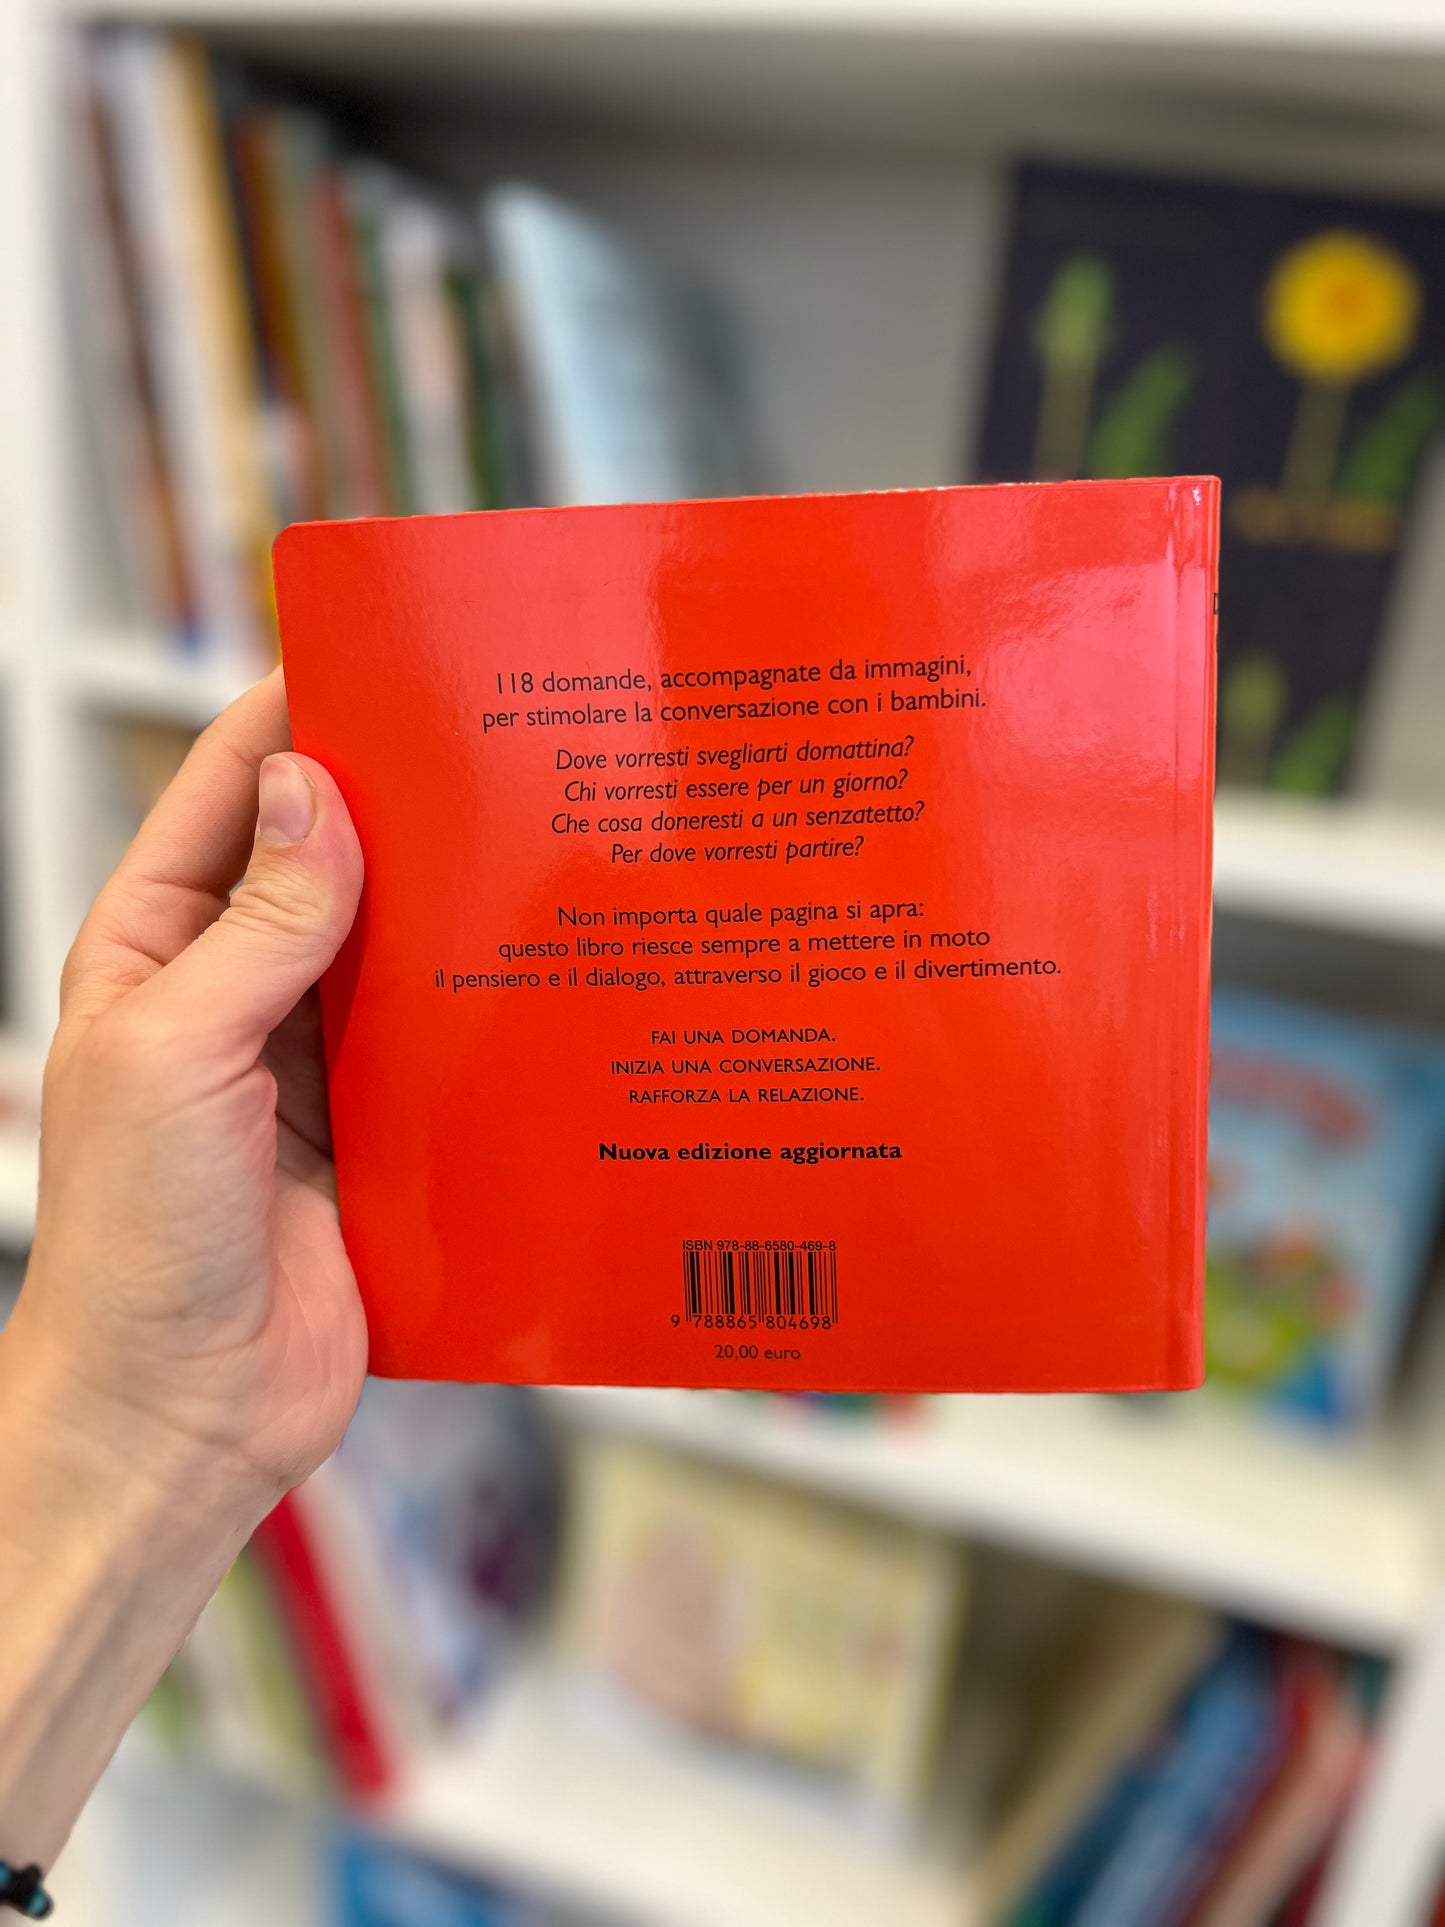 118 domande, accompagnate da immagini,
per stimolare la conversazione con i bambini.
Dove vorresti svegliarti domattina?
Chi vorresti essere per un giorno?
Che cosa doneresti a un senzatetto?
Per dove vorresti partire?
Non importa quale pagina si apra:
questo libro riesce sempre a mettere in moto
il pensiero e il dialogo, attraverso il gioco e il divertimento.
FAI UNA DOMANDA.
INIZIA UNA CONVERSAZIONE.
RAFFORZA LA RELAZIONE.
Nuova edizione aggiornata
ISBN 978-88-6580-469-8
9 788865 804698
20,00 euro